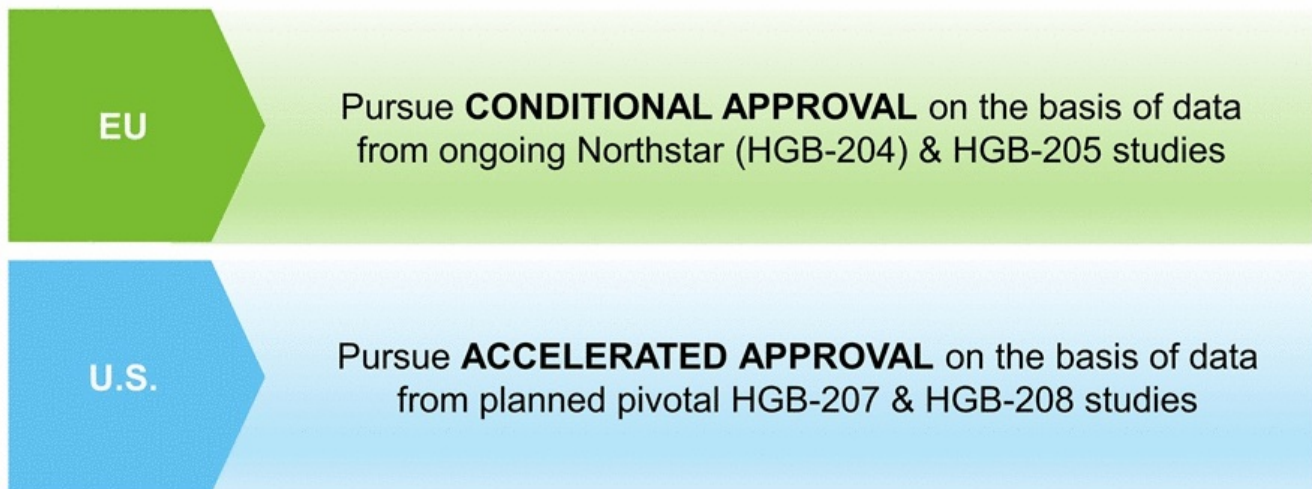 EU
Pursue CONDITIONAL APPROVAL on the basis of data
from ongoing Northstar (HGB-204) & HGB-205 studies
U.S.
Pursue ACCELERATED APPROVAL on the basis of data
from planned pivotal HGB-207 & HGB-208 studies